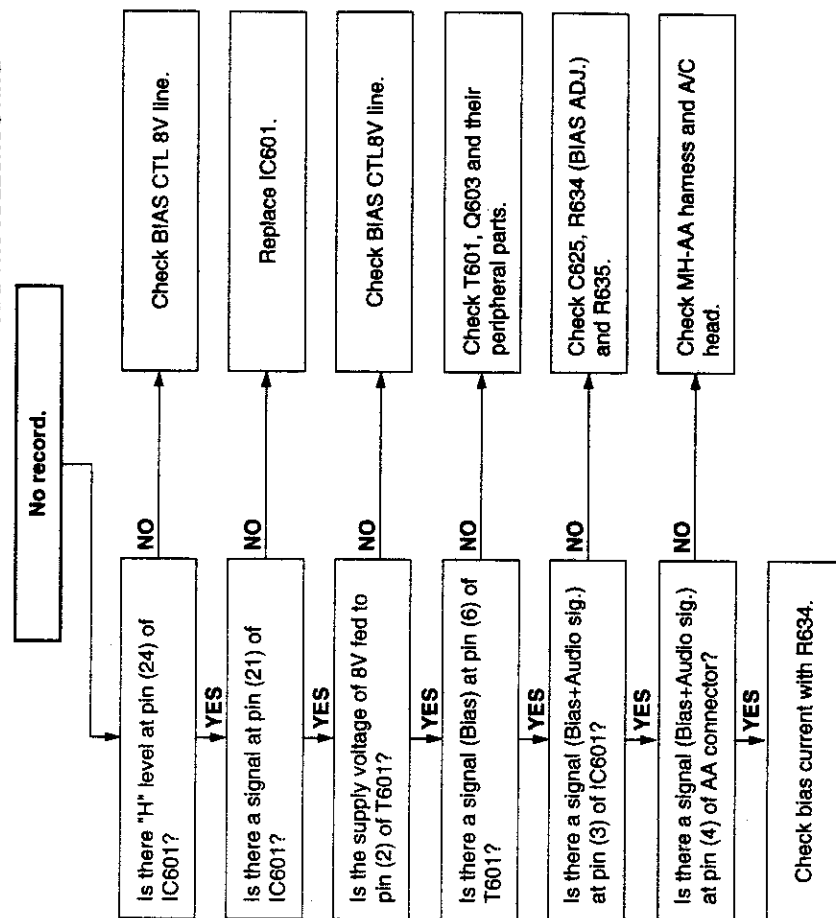 No record.
Is there "H" level at pin (24) of
IC601?
NO
Check BIAS CTL 8V line.
YES
Is there a signal at pin (21) of
IC601?
NO
Replace IC601.
YES
Is the supply voltage of 8V fed to
pin (2) of T601?
NO
Check BIAS CTL8V line.
YES
Is there a signal (Bias) at pin (6) of
T601?
NO
Check T601, Q603 and their
peripheral parts.
YES
Is there a signal (Bias+Audio sig.)
at pin (3) of IC601?
NO
Check C625, R634 (BIAS ADJ.)
and R635.
YES
Is there a signal (Bias+Audio sig.)
at pin (4) of AA connector?
NO
Check MH-AA harness and A/C
head.
YES
Check bias current with R634.